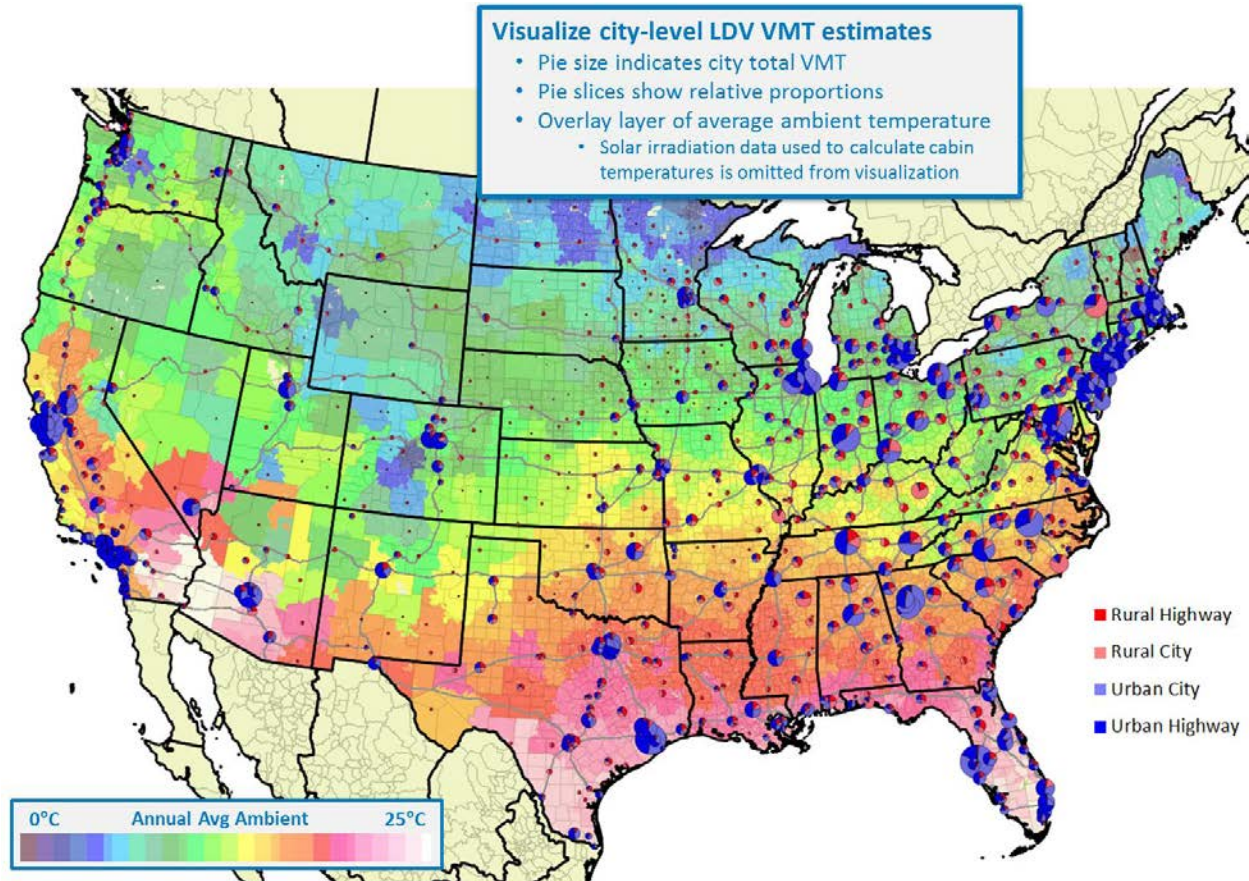 Visualize city-level LDV VMT estimates
• Pie size indicates city total VMT
• Pie slices show relative proportions
• Overlay layer of average ambient temperature
• Solar irradiation data used to calculate cabin
temperatures is omitted from visualization
Rural Highway
Rural City
Urban City
Urban Highway
0°C Annual Avg Ambient 25°C